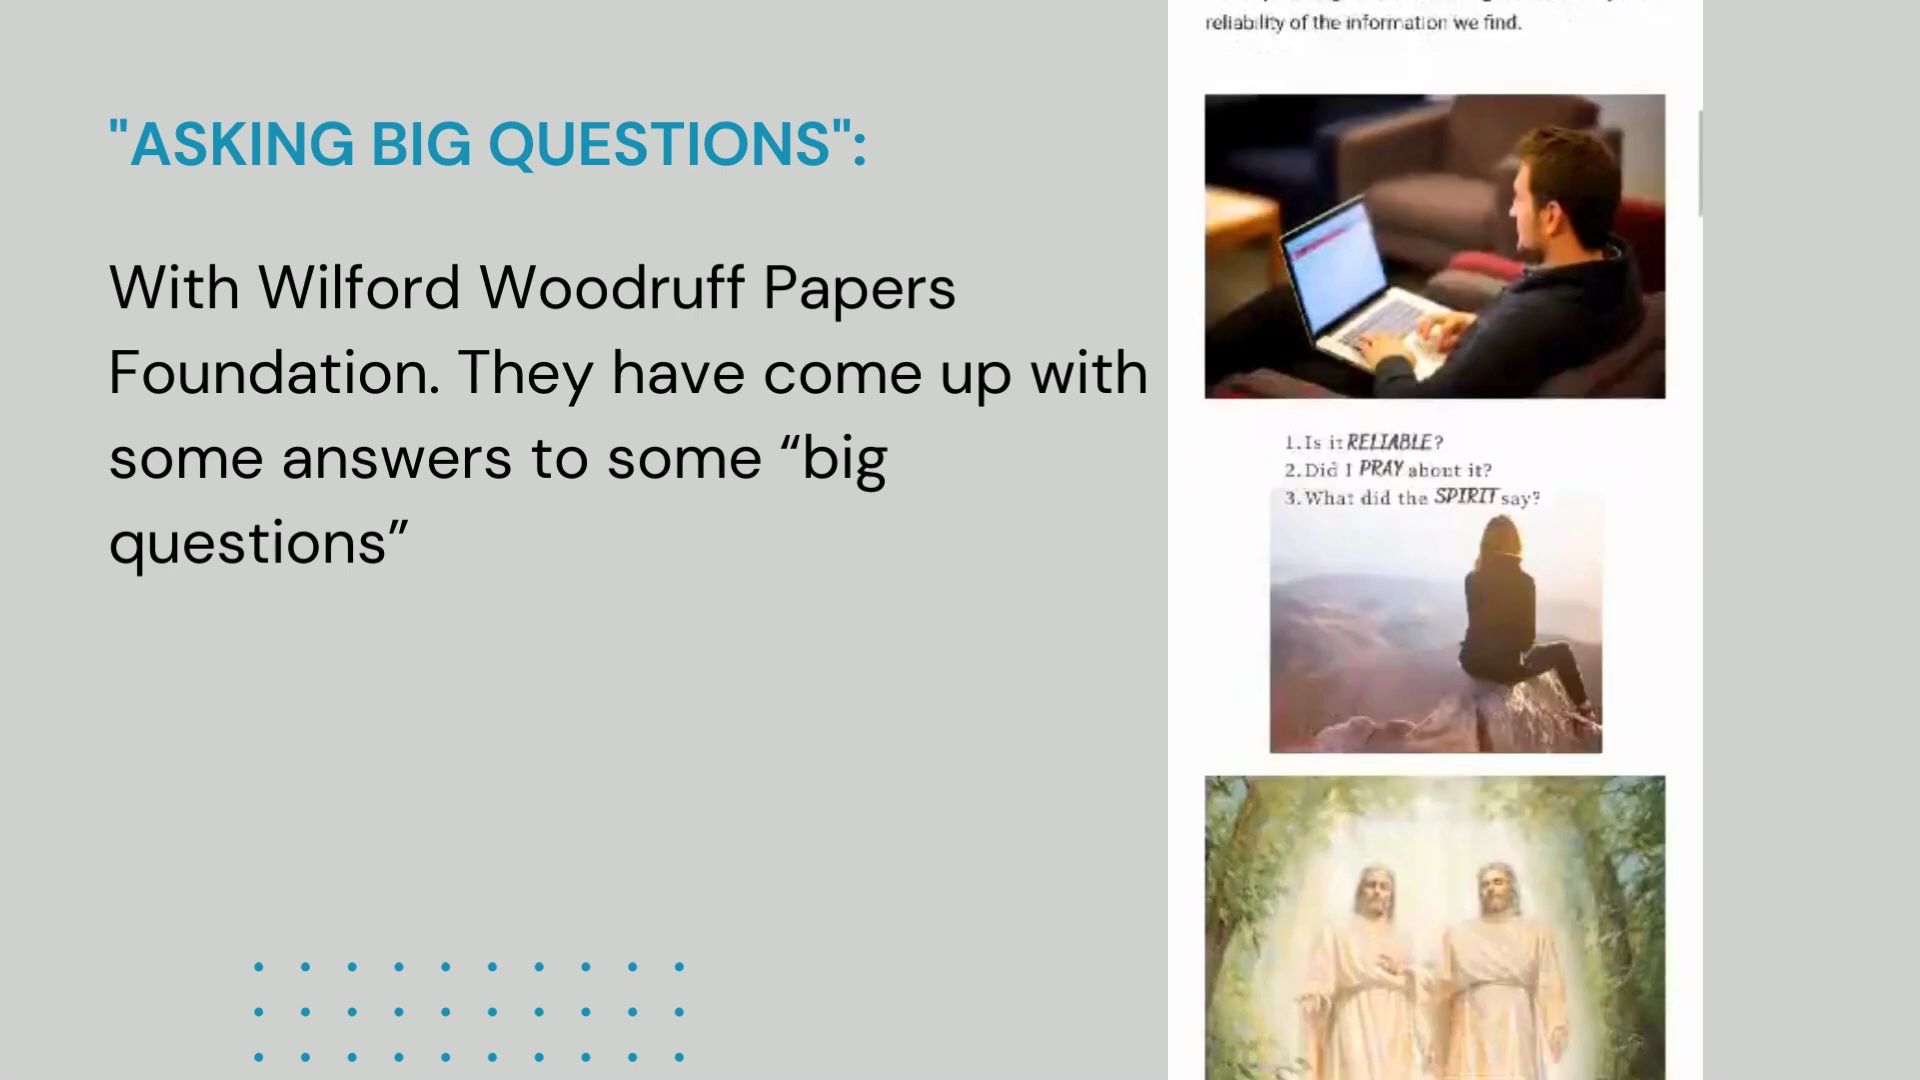 "ASKING BIG QUESTIONS":
With Wilford Woodruff Papers
Foundation. They have come up with
some answers to some “big
questions”
reliability of the information we find.
1. Is it RELIABLE?
2. Did I PRAY about it?
3. What did the SPIRIT say?